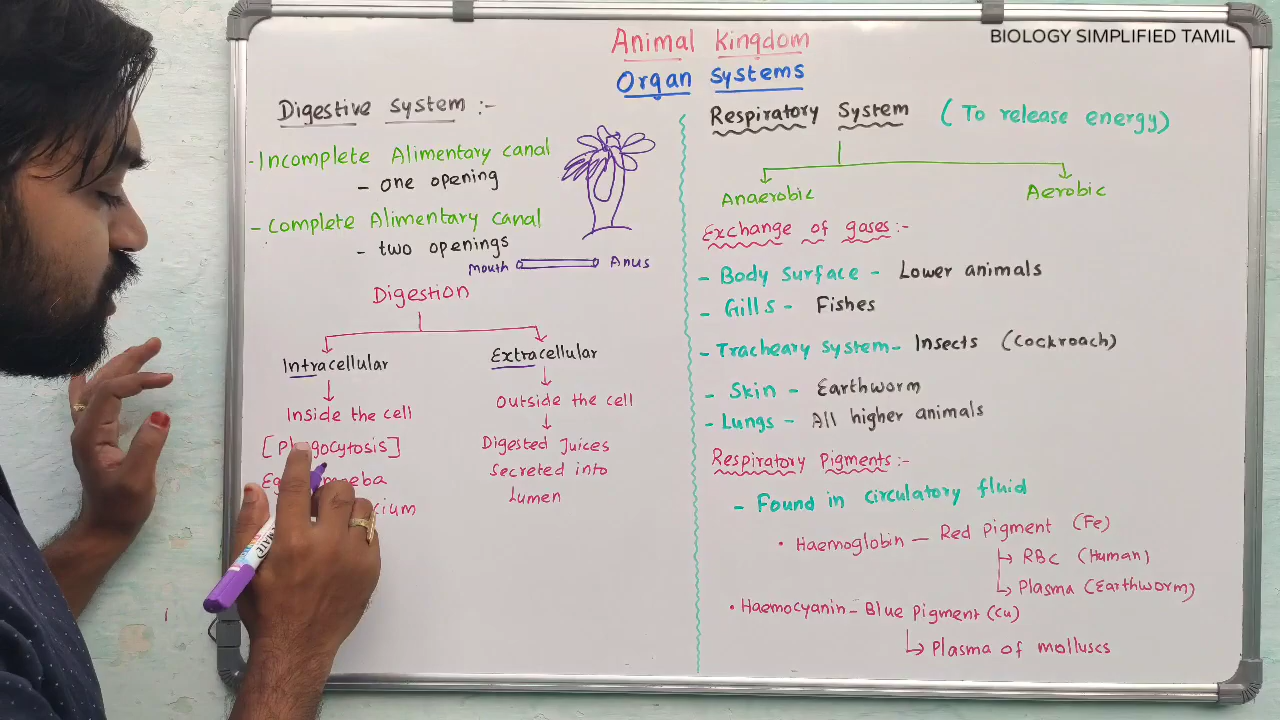 BIOLOGY SIMPLIFIED TAMIL
Animal Kingdom
Organ Systems
Digestive system :-
- Incomplete Alimentary canal
- one opening
- Complete Alimentary Canal
- two openings
Mouth Anus
Digestion
Intracellular
Inside the cell
Extracellular
Outside the cell
Digested Juices
Secreted into
Lumen
Respiratory System (To release energy)
Anaerobic Aerobic
Exchange of gases :-
- Body Surface - Lower animals
- Gills - Fishes
- Tracheary system - Insects (Cockroach)
- Skin - Earthworm
- Lungs - All higher animals
Respiratory Pigments :-
- Found in circulatory fluid
• Haemoglobin - Red Pigment (Fe)
RBC (Human)
Plasma (Earthworm)
• Haemocyanin - Blue Pigment (Cu)
Plasma of molluscs